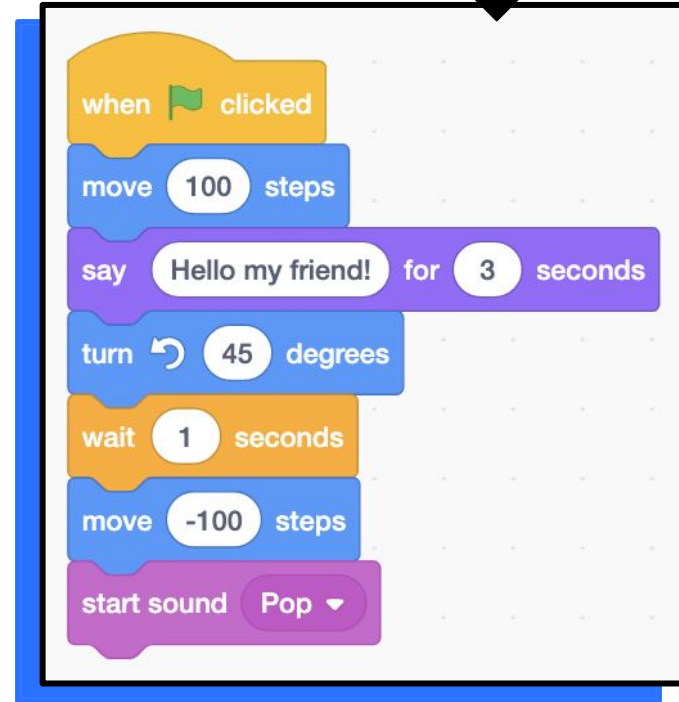 when clicked
move 100 steps
say Hello my friend! for 3 seconds
turn 45 degrees
wait 1 seconds
move -100 steps
start sound Pop